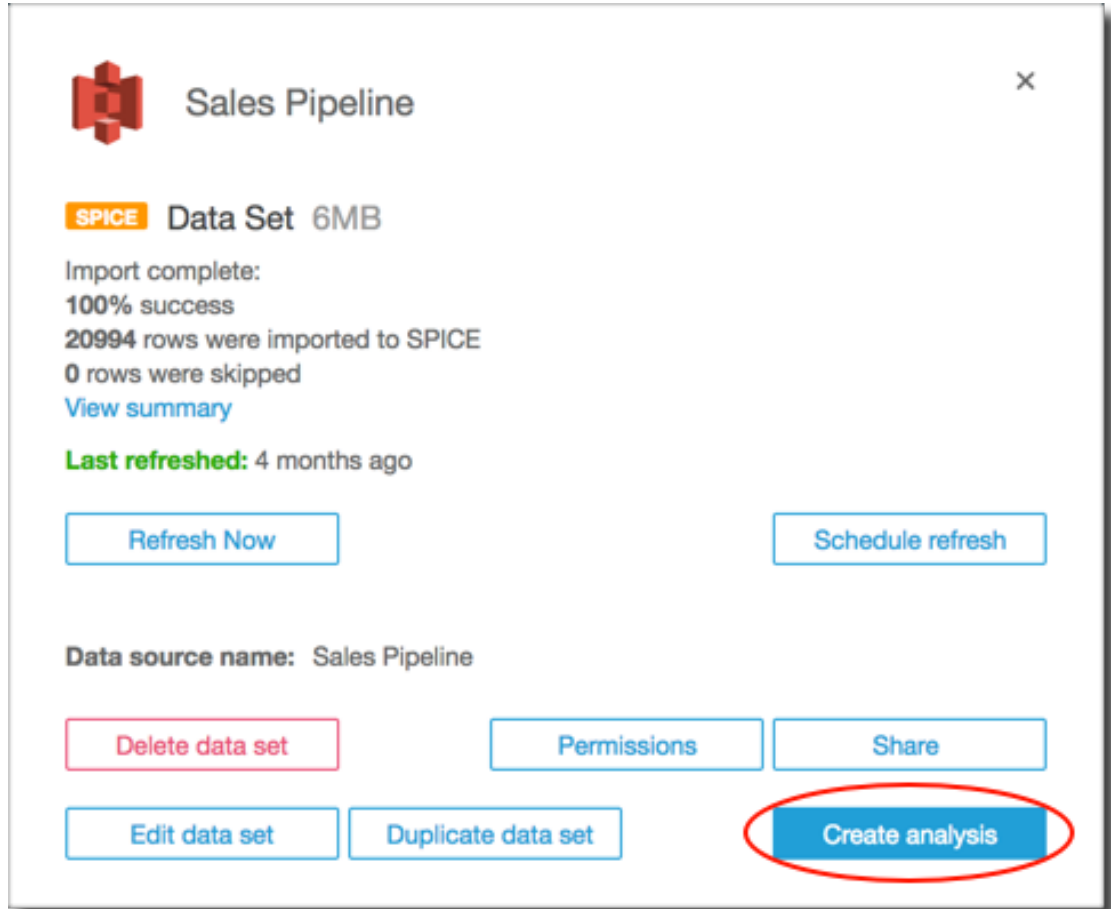 Sales Pipeline
×
SPICE Data Set 6MB
Import complete:
100% success
20994 rows were imported to SPICE
0 rows were skipped
View summary
Last refreshed: 4 months ago
Refresh Now Schedule refresh
Data source name: Sales Pipeline
Delete data set Permissions Share
Edit data set Duplicate data set Create analysis